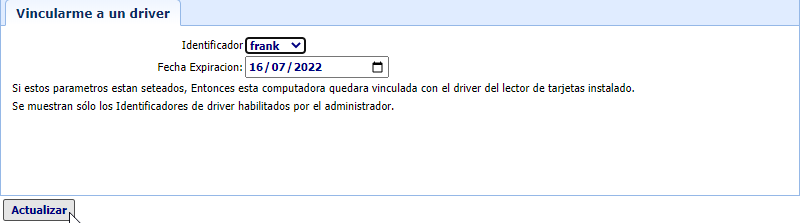 Vincularme a un driver
Identificador frank
Fecha Expiracion: 16/07/2022
Si estos parametros estan seteados, Entonces esta computadora quedara vinculada con el driver del lector de tarjetas instalado.
Se muestran sólo los Identificadores de driver habilitados por el administrador.
Actualizar